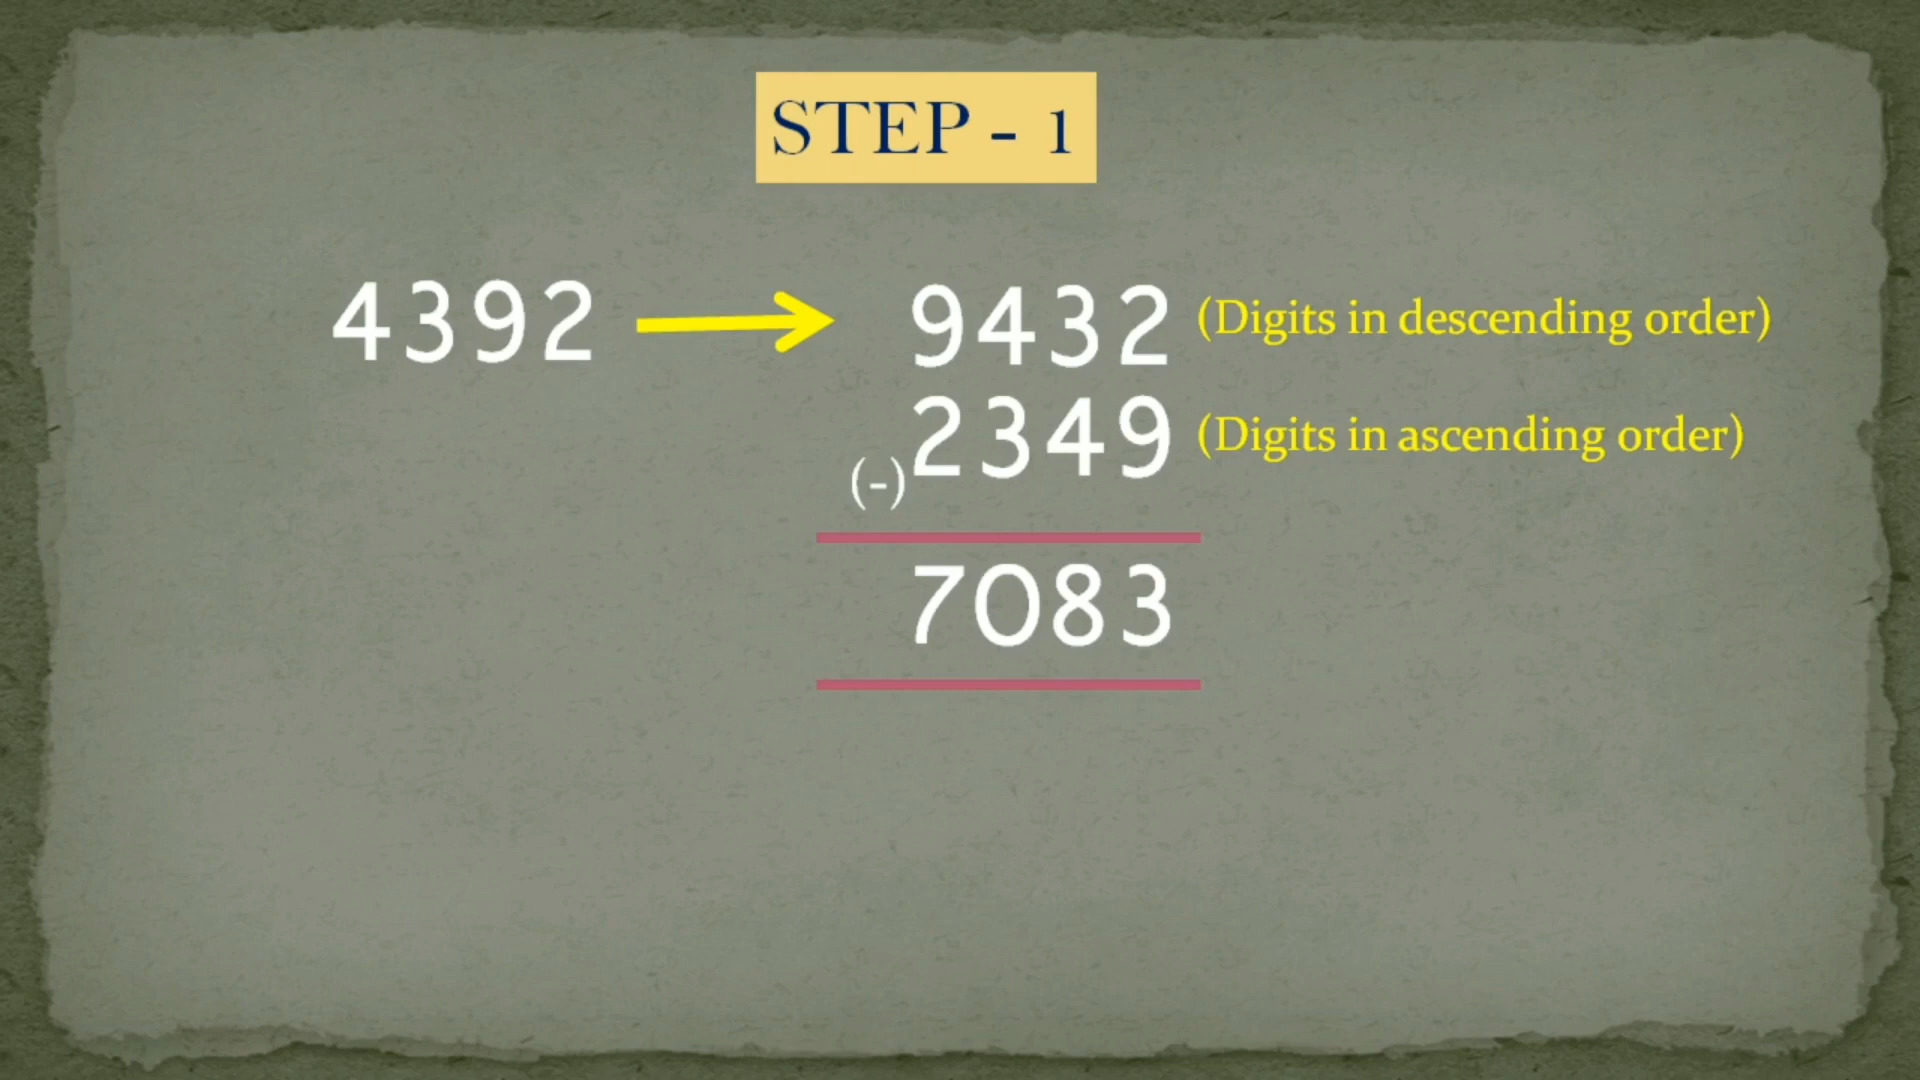 STEP - 1
4392 → 9432 (Digits in descending order)
(-) 2349 (Digits in ascending order)
7083